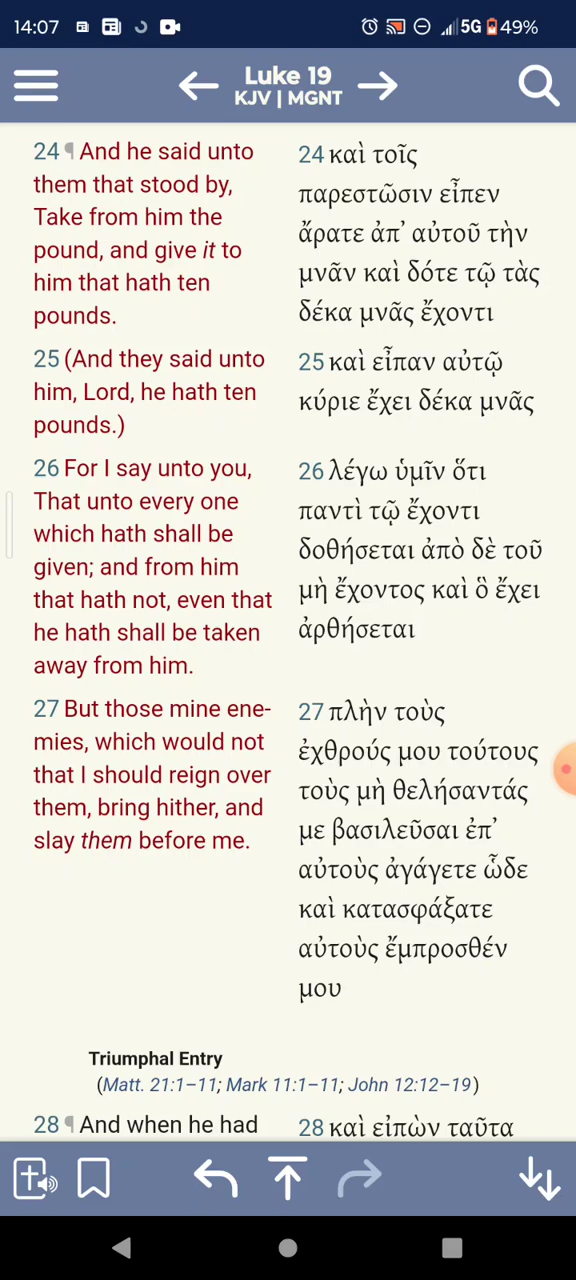 14:07
5G 49%
Luke 19
KJV | MGNT
24 ¶ And he said unto
them that stood by,
Take from him the
pound, and give it to
him that hath ten
pounds.
25 (And they said unto
him, Lord, he hath ten
pounds.)
26 For I say unto you,
That unto every one
which hath shall be
given; and from him
that hath not, even that
he hath shall be taken
away from him.
27 But those mine ene-
mies, which would not
that I should reign over
them, bring hither, and
slay them before me.
24 καὶ τοῖς
παρεστῶσιν εἶπεν
ἄρατε ἀπ᾽ αὐτοῦ τὴν
μνᾶν καὶ δότε τῷ τὰς
δέκα μνᾶς ἔχοντι
25 καὶ εἶπαν αὐτῷ
κύριε ἔχει δέκα μνᾶς
26 λέγω ὑμῖν ὅτι
παντὶ τῷ ἔχοντι
δοθήσεται ἀπὸ δὲ τοῦ
μὴ ἔχοντος καὶ ὃ ἔχει
ἀρθήσεται
27 πλὴν τοὺς
ἐχθρούς μου τούτους
τοὺς μὴ θελήσαντάς
με βασιλεῦσαι ἐπ᾽
αὐτοὺς ἀγάγετε ὧδε
καὶ κατασφάξατε
αὐτοὺς ἔμπροσθέν
μου
Triumphal Entry
(Matt. 21:1–11; Mark 11:1–11; John 12:12–19)
28 ¶ And when he had
28 καὶ εἰπὼν ταῦτα